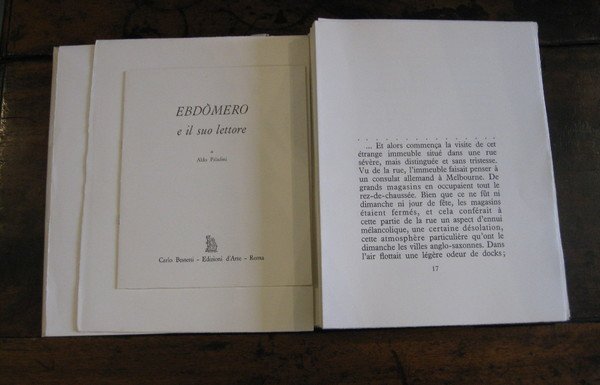 EBDÒMERO
e il suo lettore
di
Aldo Palazzeschi
Carlo Bestetti - Edizioni d'Arte - Roma
. . . . . . . . . . . . . . . . . .
... Et alors commença la visite de cet
étrange immeuble situé dans une rue
sévère, mais distinguée et sans tristesse.
Vu de la rue, l'immeuble faisait penser à
un consulat allemand à Melbourne. De
grands magasins en occupaient tout le
rez-de-chaussée. Bien que ce ne fût ni
dimanche ni jour de fête, les magasins
étaient fermés, et cela conférait à
cette partie de la rue un aspect d'ennui
mélancolique, une certaine désolation,
cette atmosphère particulière qu'ont le
dimanche les villes anglo-saxonnes. Dans
l'air flottait une légère odeur de docks;
17